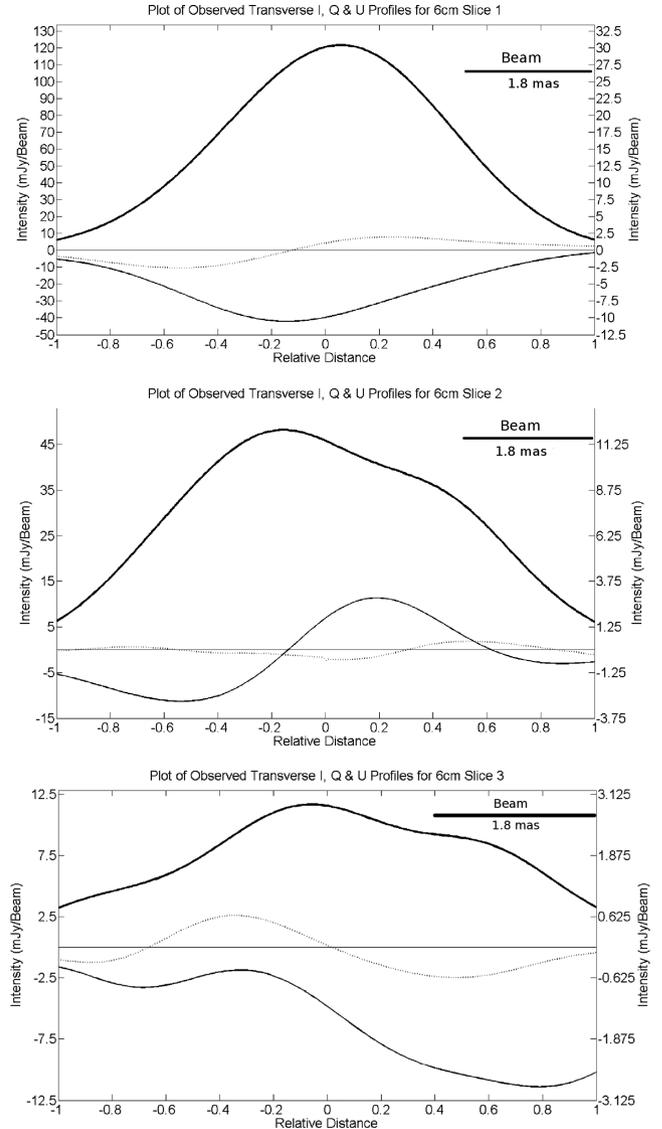 Plot of Observed Transverse I, Q & U Profiles for 6cm Slice 1
130 32.5
120 30
110 27.5
100 25
90 22.5
80 20
70 17.5
60 15
50 12.5
40 10
30 7.5
20 5
10 2.5
0 0
-10 -2.5
-20 -5
-30 -7.5
-40 -10
-50 -12.5
Intensity (mJy/Beam)
Intensity (mJy/Beam)
Beam
1.8 mas
-1 -0.8 -0.6 -0.4 -0.2 0 0.2 0.4 0.6 0.8 1
Relative Distance
Plot of Observed Transverse I, Q & U Profiles for 6cm Slice 2
45 11.25
35 8.75
25 6.25
15 3.75
5 1.25
-5 -1.25
-15 -3.75
Intensity (mJy/Beam)
Intensity (mJy/Beam)
Beam
1.8 mas
-1 -0.8 -0.6 -0.4 -0.2 0 0.2 0.4 0.6 0.8 1
Relative Distance
Plot of Observed Transverse I, Q & U Profiles for 6cm Slice 3
12.5 3.125
7.5 1.875
2.5 0.625
-2.5 -0.625
-7.5 -1.875
-12.5 -3.125
Intensity (mJy/Beam)
Intensity (mJy/Beam)
Beam
1.8 mas
-1 -0.8 -0.6 -0.4 -0.2 0 0.2 0.4 0.6 0.8 1
Relative Distance